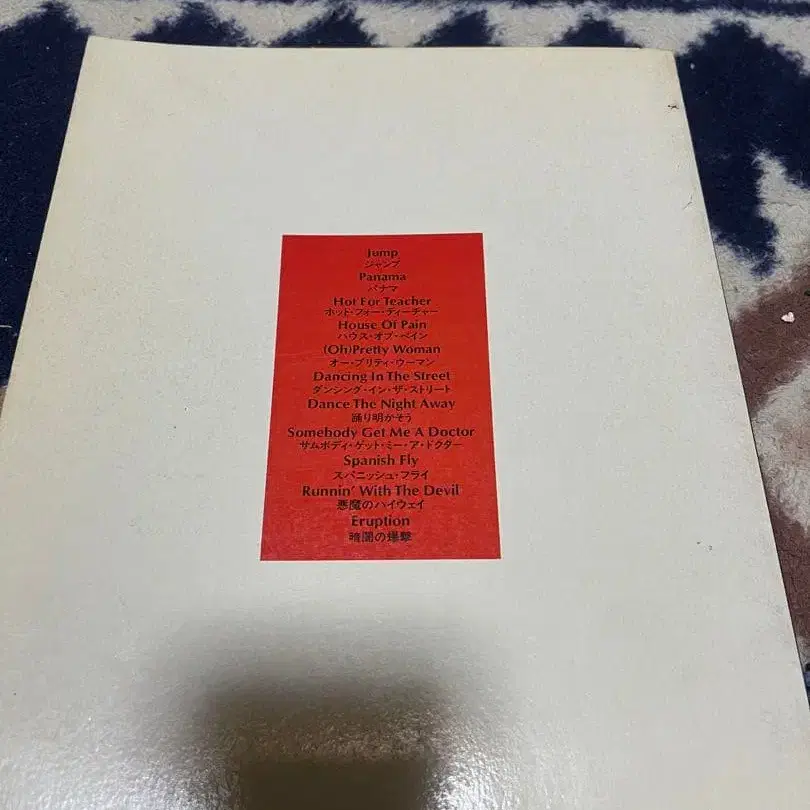 Jump
ジャンプ
Panama
パナマ
Hot For Teacher
ホット・フォー・ティーチャー
House Of Pain
ハウス・オブ・ペイン
(Oh)Pretty Woman
オー・プリティ・ウーマン
Dancing In The Street
ダンシング・イン・ザ・ストリート
Dance The Night Away
踊り明かそう
Somebody Get Me A Doctor
サムボディ・ゲット・ミー・ア・ドクター
Spanish Fly
スパニッシュ・フライ
Runnin' With The Devil
悪魔のハイウェイ
Eruption
暗闇の爆撃